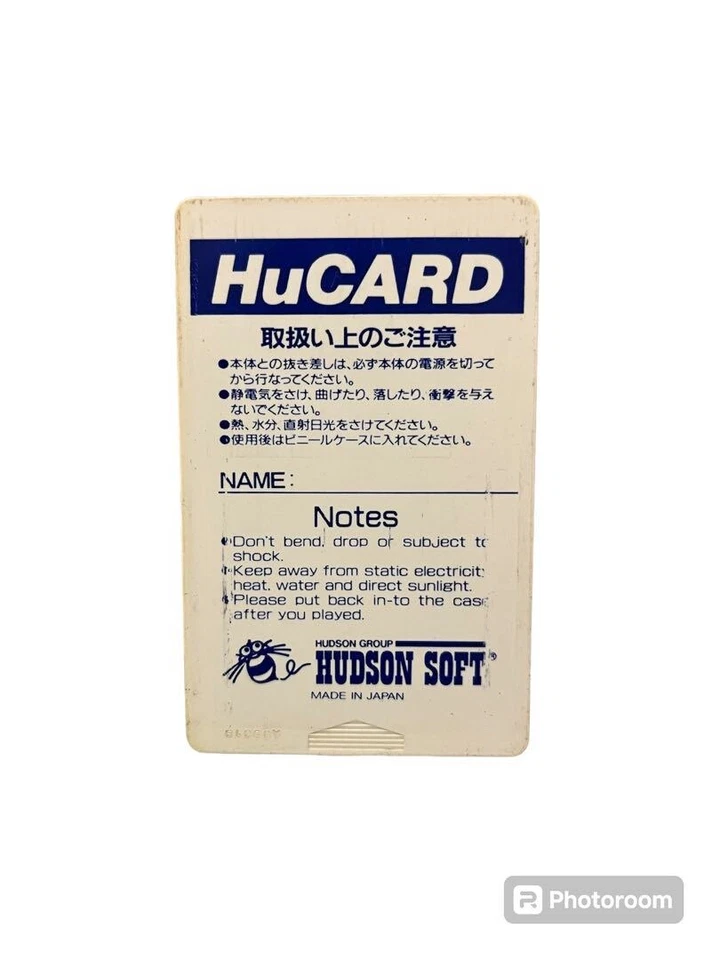 HuCARD
取扱い上のご注意
●本体との抜き差しは、必ず本体の電源を切って
から行なってください。
●静電気をさけ、曲げたり、落したり、衝撃を与え
ないでください。
●熱、水分、直射日光をさけてください。
●使用後はビニールケースに入れてください。
NAME:
Notes
●Don't bend, drop or subject to
shock.
●Keep away from static electricit
heat, water and direct sunlight.
●Please put back in-to the case
after you played.
HUDSON GROUP
HUDSON SOFT®
MADE IN JAPAN
Photoroom